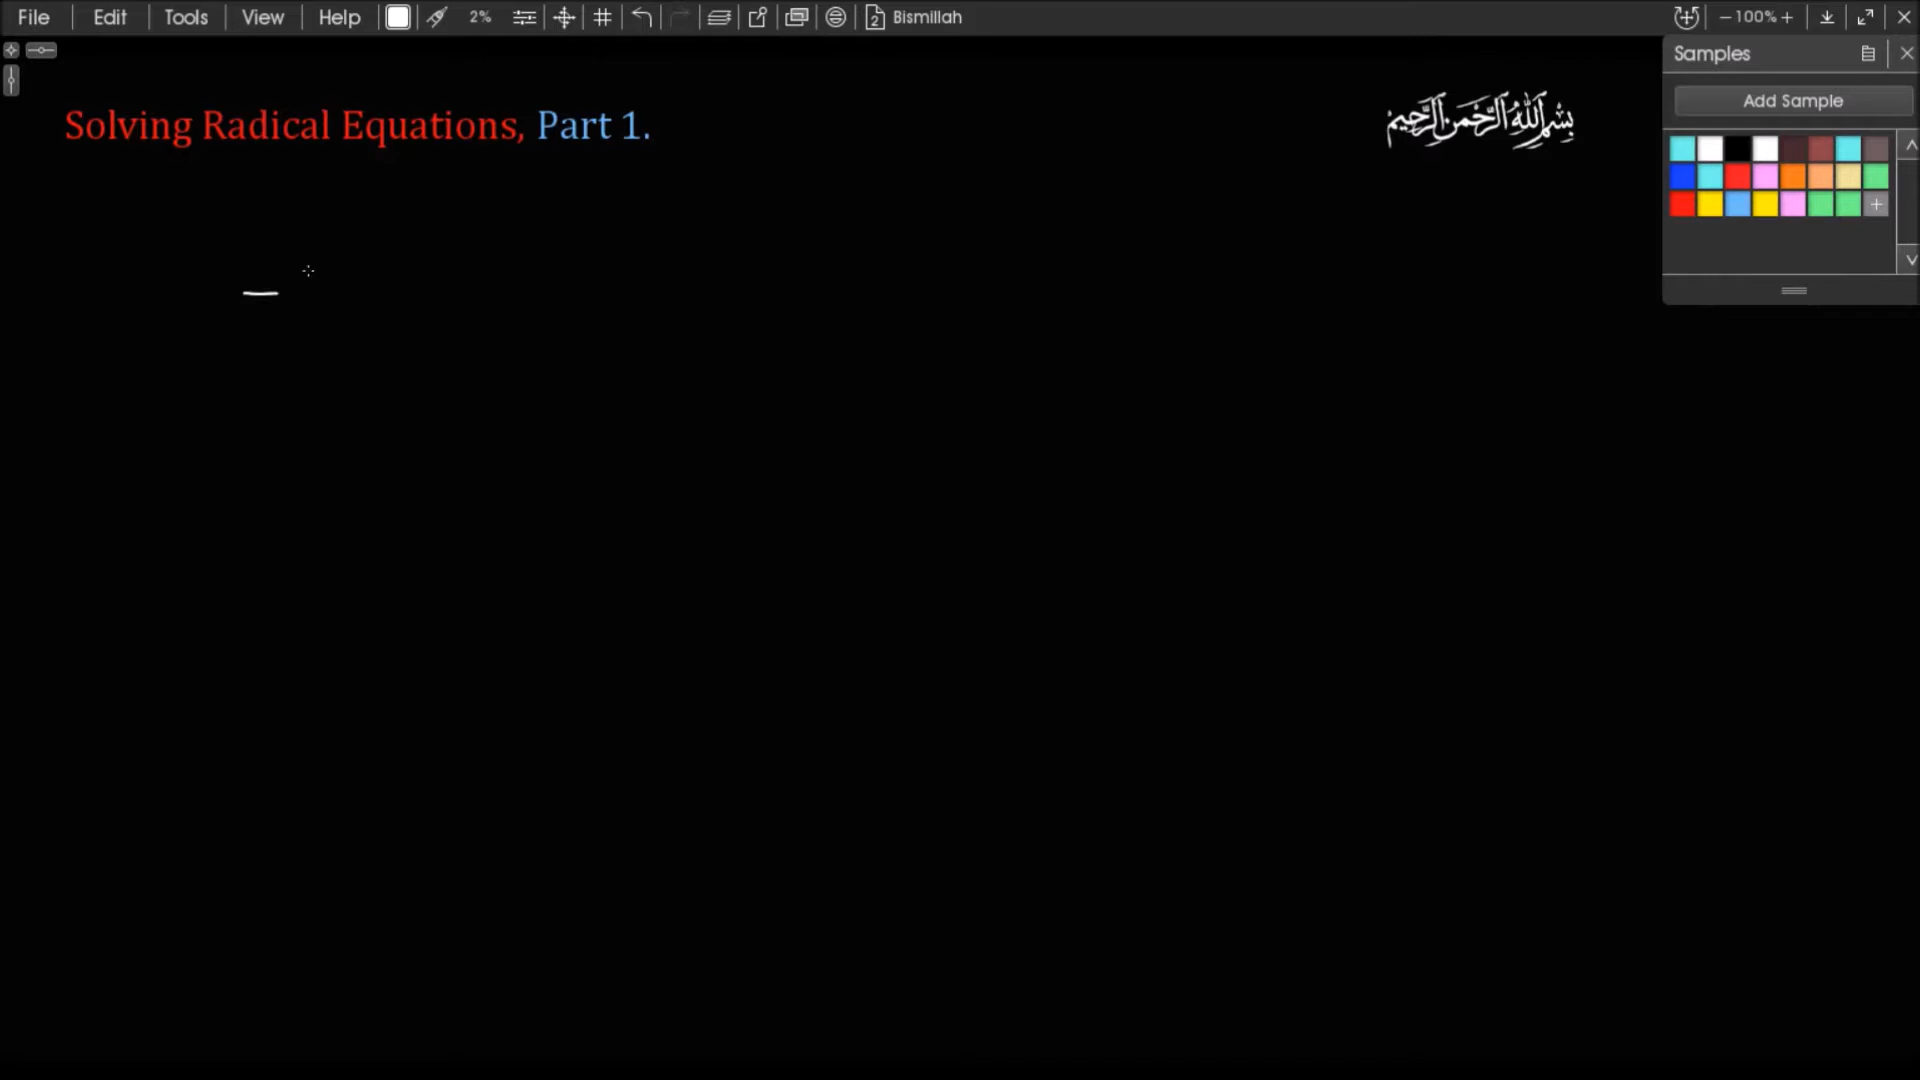 File Edit Tools View Help 2% 2 Bismillah − 100% +
Samples
Add Sample
Solving Radical Equations, Part 1.
بِسْمِ اللَّهِ الرَّحْمَنِ الرَّحِيمِ